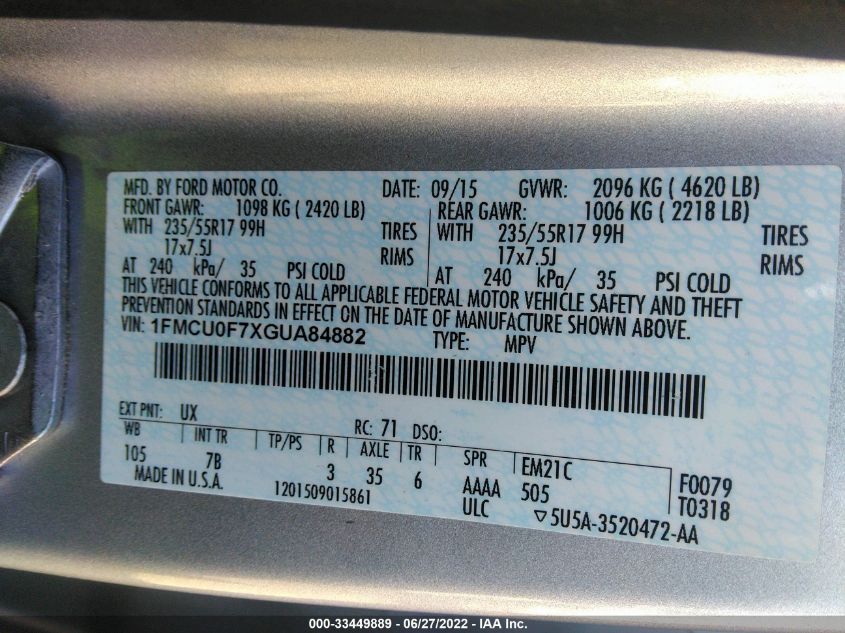 MFD. BY FORD MOTOR CO. DATE: 09/15 GVWR: 2096 KG ( 4620 LB)
FRONT GAWR: 1098 KG ( 2420 LB) REAR GAWR: 1006 KG ( 2218 LB)
WITH 235/55R17 99H TIRES WITH 235/55R17 99H TIRES
17x7.5J RIMS 17x7.5J RIMS
AT 240 kPa/ 35 PSI COLD AT 240 kPa/ 35 PSI COLD
THIS VEHICLE CONFORMS TO ALL APPLICABLE FEDERAL MOTOR VEHICLE SAFETY AND THEFT
PREVENTION STANDARDS IN EFFECT ON THE DATE OF MANUFACTURE SHOWN ABOVE.
VIN: 1FMCU0F7XGUA84882 TYPE: MPV
EXT PNT: UX RC: 71 DSO:
WB INT TR TP/PS R AXLE TR SPR EM21C
105 7B 3 35 6 AAAA 505 F0079
MADE IN U.S.A. 1201509015861 ULC ▽5U5A-3520472-AA T0318
000-33449889 - 06/27/2022 - IAA Inc.